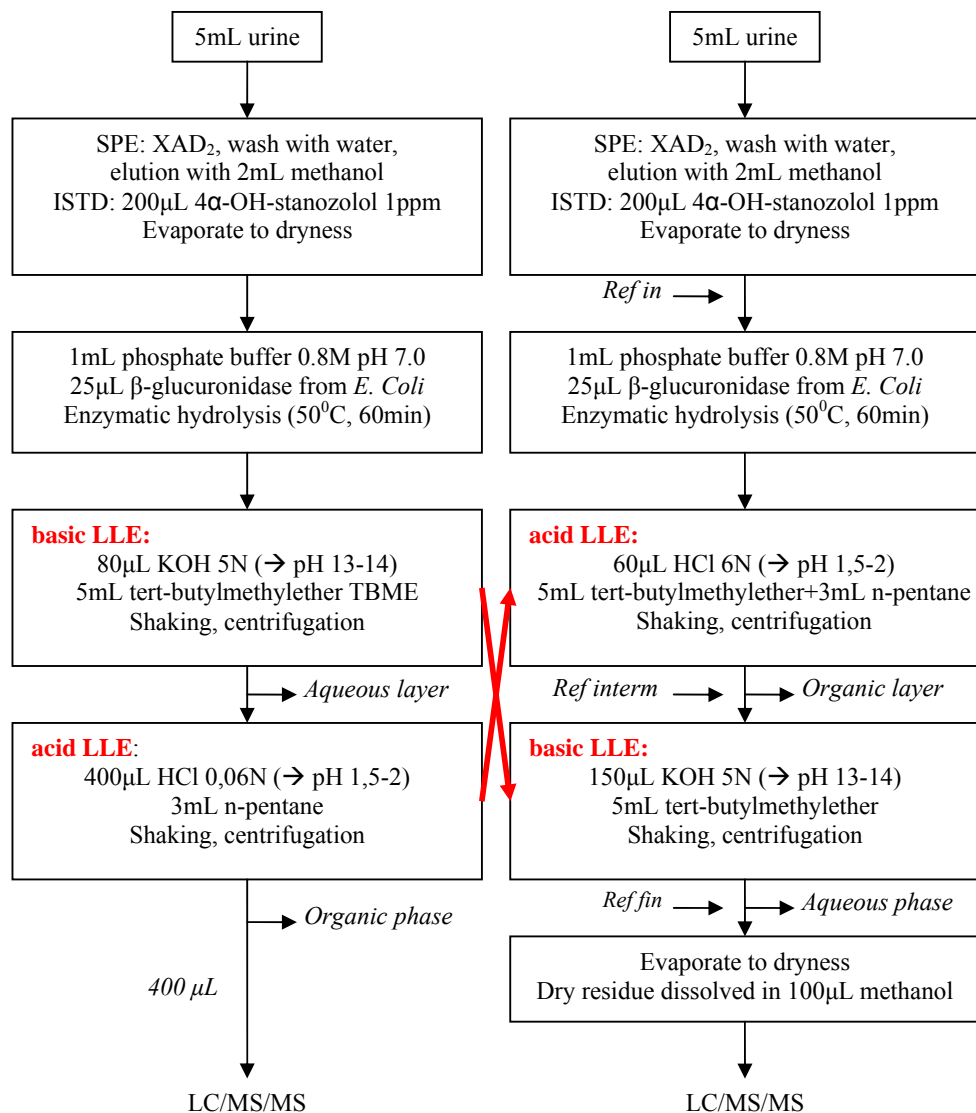 5mL urine
SPE: XAD₂, wash with water,
elution with 2mL methanol
ISTD: 200μL 4α-OH-stanozolol 1ppm
Evaporate to dryness
1mL phosphate buffer 0.8M pH 7.0
25μL β-glucuronidase from E. Coli
Enzymatic hydrolysis (50⁰C, 60min)
basic LLE:
80μL KOH 5N (→ pH 13-14)
5mL tert-butylmethylether TBME
Shaking, centrifugation
Aqueous layer
acid LLE:
400μL HCl 0,06N (→ pH 1,5-2)
3mL n-pentane
Shaking, centrifugation
Organic phase
400 μL
LC/MS/MS
5mL urine
SPE: XAD₂, wash with water,
elution with 2mL methanol
ISTD: 200μL 4α-OH-stanozolol 1ppm
Evaporate to dryness
Ref in
1mL phosphate buffer 0.8M pH 7.0
25μL β-glucuronidase from E. Coli
Enzymatic hydrolysis (50⁰C, 60min)
acid LLE:
60μL HCl 6N (→ pH 1,5-2)
5mL tert-butylmethylether+3mL n-pentane
Shaking, centrifugation
Ref interm
Organic layer
basic LLE:
150μL KOH 5N (→ pH 13-14)
5mL tert-butylmethylether
Shaking, centrifugation
Ref fin
Aqueous phase
Evaporate to dryness
Dry residue dissolved in 100μL methanol
LC/MS/MS